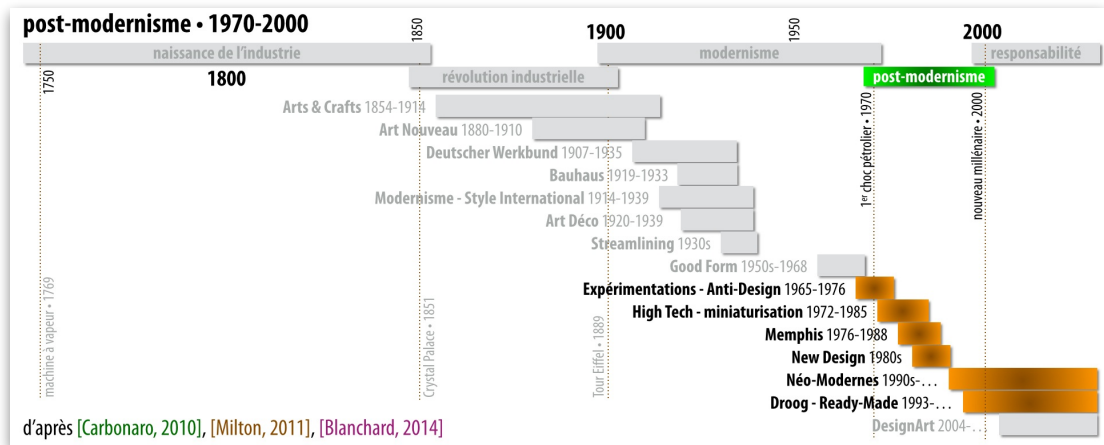 post-modernisme • 1970-2000
1850
1900
1950
2000
naissance de l'industrie
modernisme
responsabilité
1750
1800
révolution industrielle
post-modernisme
Arts & Crafts 1854-1914
Art Nouveau 1880-1910
Deutscher Werkbund 1907-1935
Bauhaus 1919-1933
Modernisme - Style International 1914-1939
Art Déco 1920-1939
Streamlining 1930s
Good Form 1950s-1968
Expérimentations - Anti-Design 1965-1976
High Tech - miniaturisation 1972-1985
Memphis 1976-1988
New Design 1980s
Néo-Modernes 1990s-…
Droog - Ready-Made 1993-…
DesignArt 2004-…
machine à vapeur • 1769
Crystal Palace • 1851
Tour Eiffel • 1889
1er choc pétrolier • 1970
nouveau millénaire • 2000
d'après [Carbonaro, 2010], [Milton, 2011], [Blanchard, 2014]